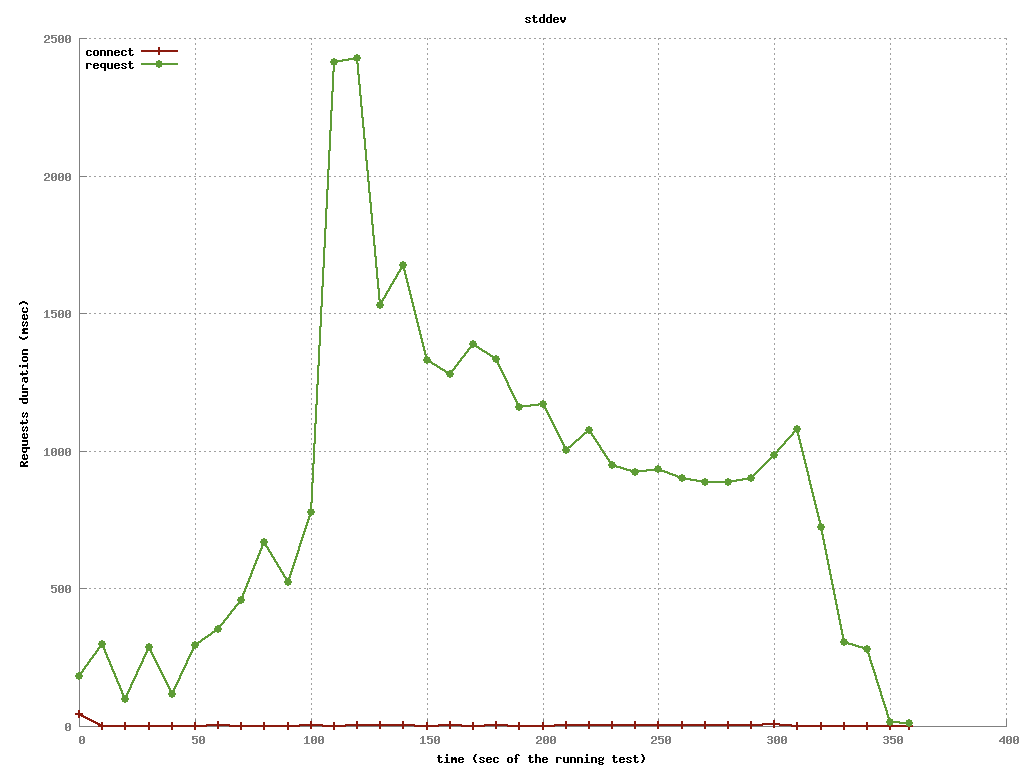 stddev
connect
request
2500
2000
1500
1000
500
0
Requests duration (msec)
0 50 100 150 200 250 300 350 400
time (sec of the running test)